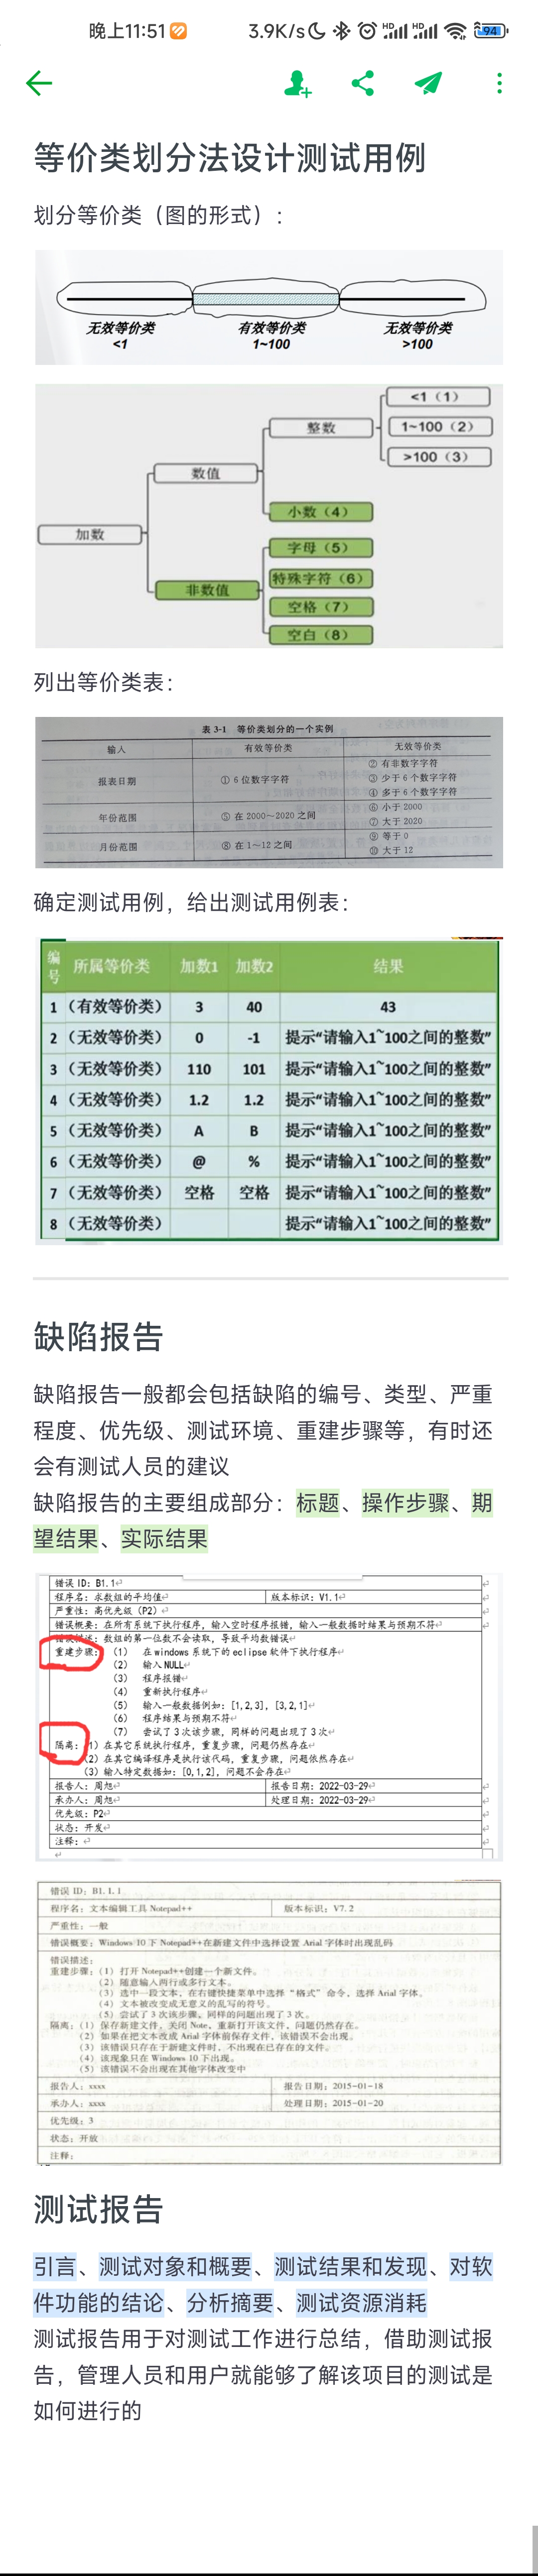 晚上11:51
3.9K/s
HD HD
94
等价类划分法设计测试用例
划分等价类（图的形式）：
无效等价类 有效等价类 无效等价类
<1 1~100 >100
<1（1）
整数 1~100（2）
>100（3）
数值
小数（4）
加数
字母（5）
非数值 特殊字符（6）
空格（7）
空白（8）
列出等价类表：
表 3-1 等价类划分的一个实例
输入 有效等价类 无效等价类
报表日期 ① 6 位数字字符 ② 有非数字字符
③ 少于 6 个数字字符
④ 多于 6 个数字字符
年份范围 ⑤ 在 2000～2020 之间 ⑥ 小于 2000
⑦ 大于 2020
月份范围 ⑧ 在 1～12 之间 ⑨ 等于 0
⑩ 大于 12
确定测试用例，给出测试用例表：
编号 所属等价类 加数1 加数2 结果
1 （有效等价类） 3 40 43
2 （无效等价类） 0 -1 提示“请输入1~100之间的整数”
3 （无效等价类） 110 101 提示“请输入1~100之间的整数”
4 （无效等价类） 1.2 1.2 提示“请输入1~100之间的整数”
5 （无效等价类） A B 提示“请输入1~100之间的整数”
6 （无效等价类） @ % 提示“请输入1~100之间的整数”
7 （无效等价类） 空格 空格 提示“请输入1~100之间的整数”
8 （无效等价类） 提示“请输入1~100之间的整数”
缺陷报告
缺陷报告一般都会包括缺陷的编号、类型、严重
程度、优先级、测试环境、重建步骤等，有时还
会有测试人员的建议
缺陷报告的主要组成部分：标题、操作步骤、期
望结果、实际结果
错误 ID：B1.1
程序名：求数组的平均值 版本标识：V1.1
严重性：高优先级（P2）
错误概要：在所有系统下执行程序，输入空时程序报错，输入一般数据时结果与预期不符
错误描述：数组的第一位数不会读取，导致平均数错误
重建步骤：（1） 在windows系统下的eclipse软件下执行程序
（2） 输入NULL
（3） 程序报错
（4） 重新执行程序
（5） 输入一般数据例如：[1,2,3]，[3,2,1]
（6） 程序结果与预期不符
（7） 尝试了3次该步骤，同样的问题出现了3次
隔离：（1）在其它系统执行程序，重复步骤，问题仍然存在
（2）在其它编译程序是执行该代码，重复步骤，问题依然存在
（3）输入特定数据如：[0,1,2]，问题不会存在
报告人：周旭 报告日期：2022-03-29
承办人：周旭 处理日期：2022-03-29
优先级：P2
状态：开发
注释：
错误 ID：B1.1.1
程序名：文本编辑工具 Notepad++ 版本标识：V7.2
严重性：一般
错误概要：Windows 10 下 Notepad++在新建文件中选择设置 Arial 字体时出现乱码
错误描述：
重建步骤：（1）打开 Notepad++创建一个新文件。
（2）随意输入两行或多行文本。
（3）选中一段文本，在右键快捷菜单中选择“格式”命令，选择 Arial 字体。
（4）文本被改变成无意义的乱写的符号。
（5）尝试了 3 次该步骤，同样的问题出现了 3 次。
隔离：（1）保存新建文件，关闭 Note，重新打开该文件，问题仍然存在。
（2）如果在把文本改成 Arial 字体前保存文件，该错误不会出现。
（3）该错误只存在于新建文件时，不出现在已存在的文件。
（4）该现象只在 Windows 10 下出现。
（5）该错误不会出现在其他字体改变中
报告人：xxxx 报告日期：2015-01-18
承办人：xxxx 处理日期：2015-01-20
优先级：3
状态：开放
注释：
测试报告
引言、测试对象和概要、测试结果和发现、对软
件功能的结论、分析摘要、测试资源消耗
测试报告用于对测试工作进行总结，借助测试报
告，管理人员和用户就能够了解该项目的测试是
如何进行的